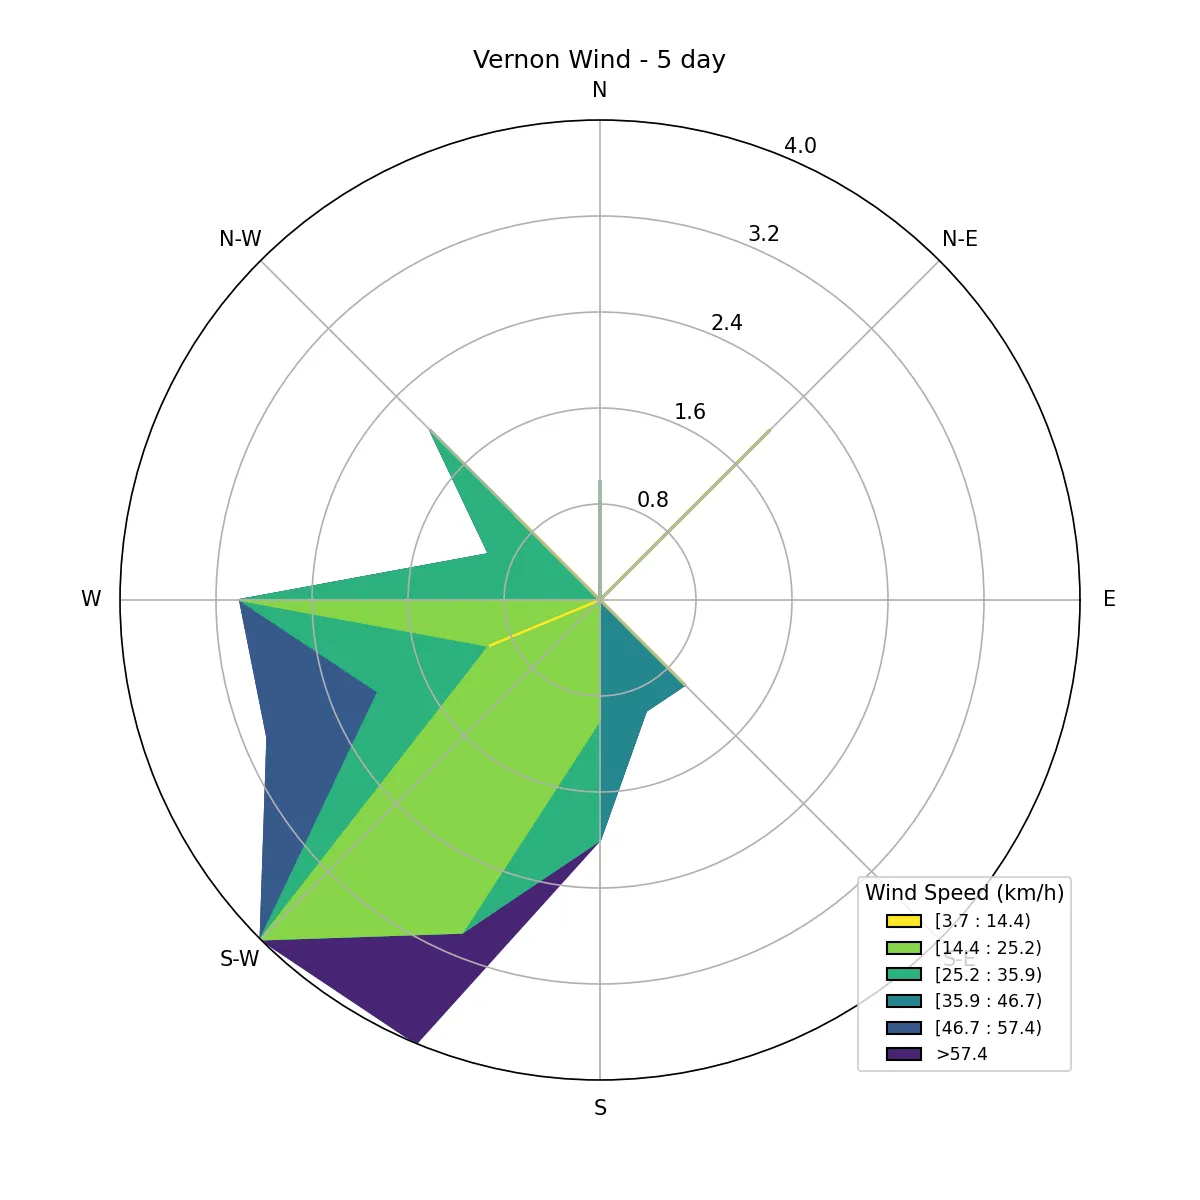 Vernon Wind - 5 day
N
4.0
N-W
N-E
3.2
2.4
1.6
0.8
W
E
S-W
S-E
S
Wind Speed (km/h)
[3.7 : 14.4)
[14.4 : 25.2)
[25.2 : 35.9)
[35.9 : 46.7)
[46.7 : 57.4)
>57.4